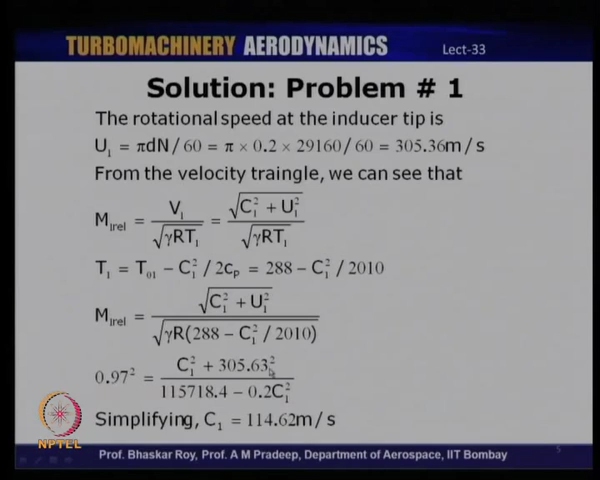 TURBOMACHINERY AERODYNAMICS Lect-33
Solution: Problem # 1
The rotational speed at the inducer tip is
U₁ = πdN / 60 = π × 0.2 × 29160 / 60 = 305.36m / s
From the velocity traingle, we can see that
M₁rel = V₁ / √(γRT₁) = √(C₁² + U₁²) / √(γRT₁)
T₁ = T₀₁ − C₁² / 2cₚ = 288 − C₁² / 2010
M₁rel = √(C₁² + U₁²) / √(γR(288 − C₁² / 2010))
0.97² = (C₁² + 305.63²) / (115718.4 − 0.2C₁²)
Simplifying, C₁ = 114.62m / s
NPTEL
Prof. Bhaskar Roy, Prof. A M Pradeep, Department of Aerospace, IIT Bombay
5